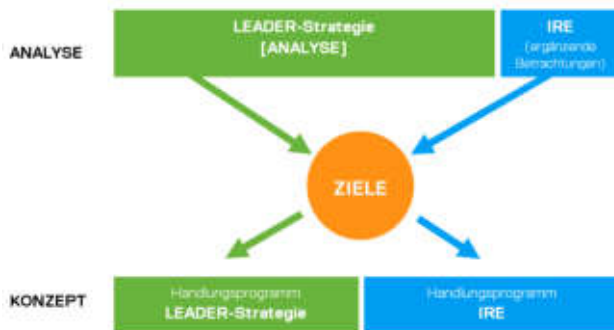 ANALYSE
LEADER-Strategie
[ANALYSE]
IRE
(ergänzende
Betrachtungen)
ZIELE
KONZEPT
Handlungsprogramm
LEADER-Strategie
Handlungsprogramm
IRE